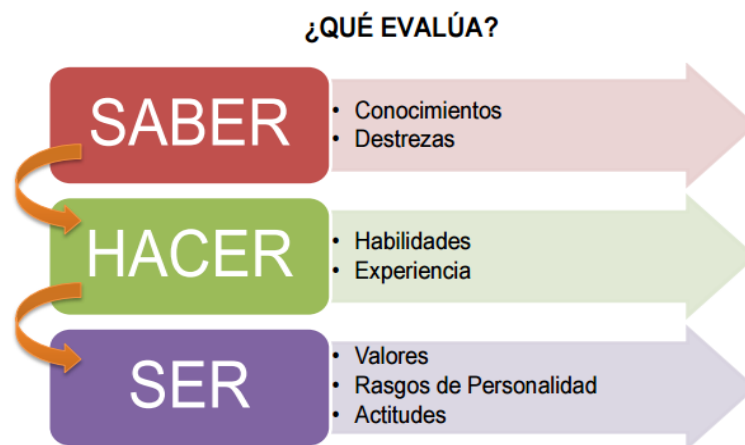 ¿QUÉ EVALÚA?
SABER
• Conocimientos
• Destrezas
HACER
• Habilidades
• Experiencia
SER
• Valores
• Rasgos de Personalidad
• Actitudes